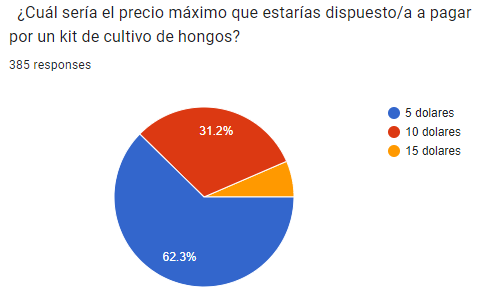 ¿Cuál sería el precio máximo que estarías dispuesto/a a pagar
por un kit de cultivo de hongos?
385 responses
5 dolares
10 dolares
15 dolares
31.2%
62.3%